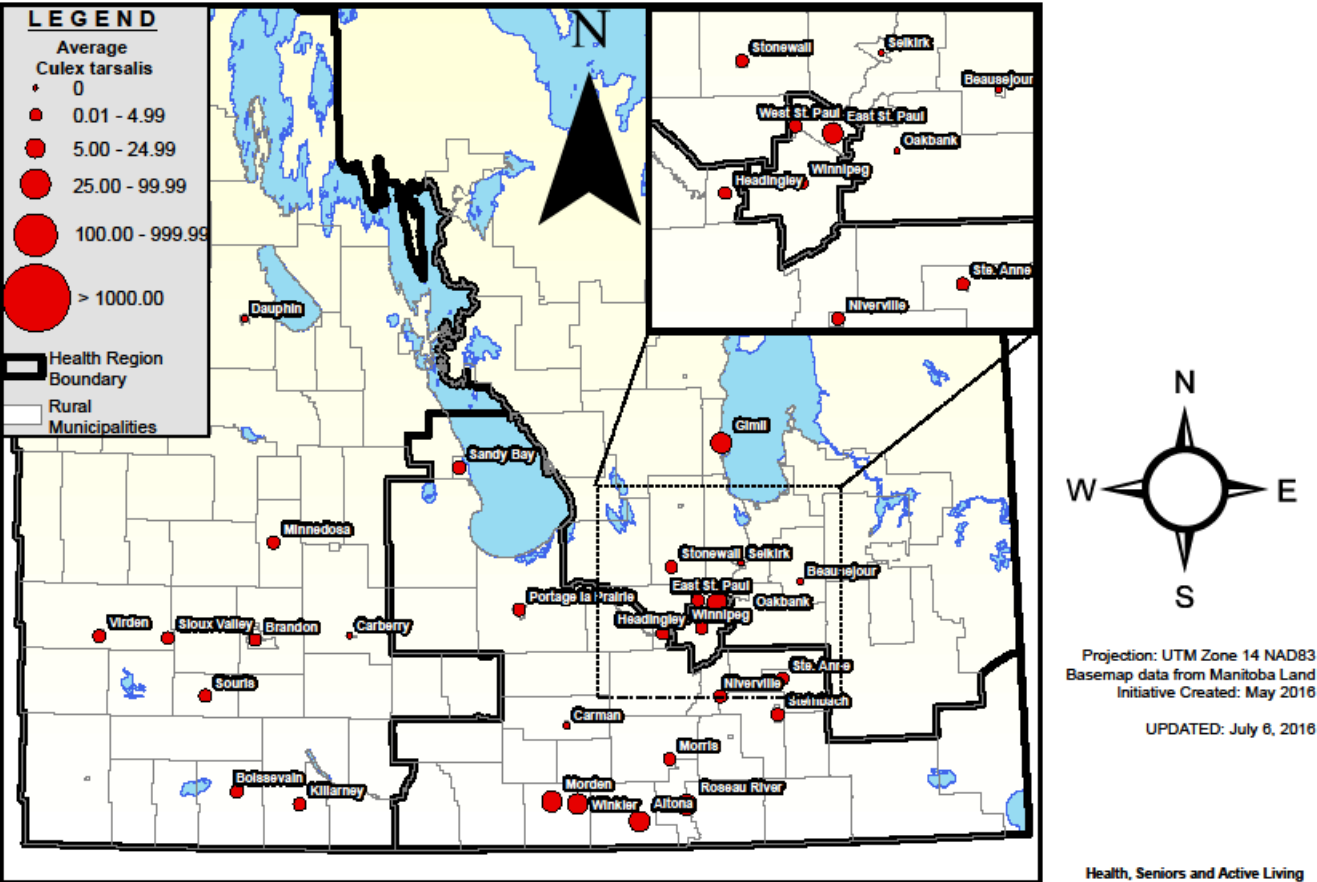 LEGEND
Average
Culex tarsalis
0
0.01 - 4.99
5.00 - 24.99
25.00 - 99.99
100.00 - 999.99
> 1000.00
Health Region
Boundary
Rural
Municipalities
N
Stonewall
Selkirk
Beausejour
West St. Paul
East St. Paul
Oakbank
Headingley
Winnipeg
Ste. Anne
Niverville
Dauphin
Gimli
Sandy Bay
Minnedosa
Stonewall
Selkirk
Beausejour
East St. Paul
Oakbank
Portage la Prairie
Headingley
Winnipeg
Virden
Sioux Valley
Brandon
Carberry
Ste. Anne
Souris
Niverville
Steinbach
Carman
Morris
Boissevain
Killarney
Morden
Winkler
Altona
Roseau River
N
W
E
S
Projection: UTM Zone 14 NAD83
Basemap data from Manitoba Land
Initiative Created: May 2016
UPDATED: July 6, 2016
Health, Seniors and Active Living